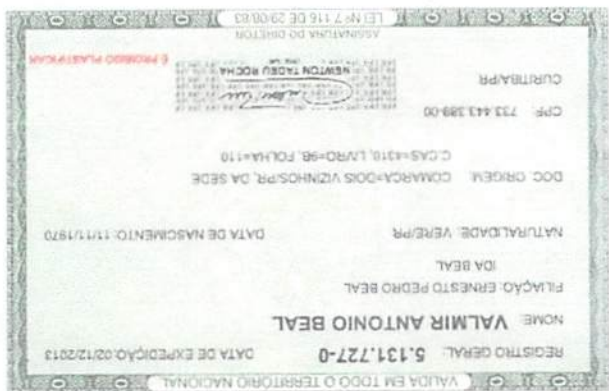 VALIDA EM TODO O TERRITÓRIO NACIONAL
REGISTRO GERAL: 5.131.727-0 DATA DE EXPEDIÇÃO: 02/12/2013
NOME: VALMIR ANTONIO BEAL
FILIAÇÃO: ERNESTO PEDRO BEAL
IDA BEAL
NATURALIDADE: VERE/PR DATA DE NASCIMENTO: 11/11/1970
DOC. ORIGEM: COMARCA=DOIS VIZINHOS/PR, DA SEDE
C.CAS=4310, LIVRO=9B, FOLHA=110
CPF: 733.443.389-00
CURITIBA/PR
NEWTON TADEU ROCHA
ASSINATURA DO DIRETOR
É PROIBIDO PLASTIFICAR
LEI Nº 7.116 DE 29/08/83